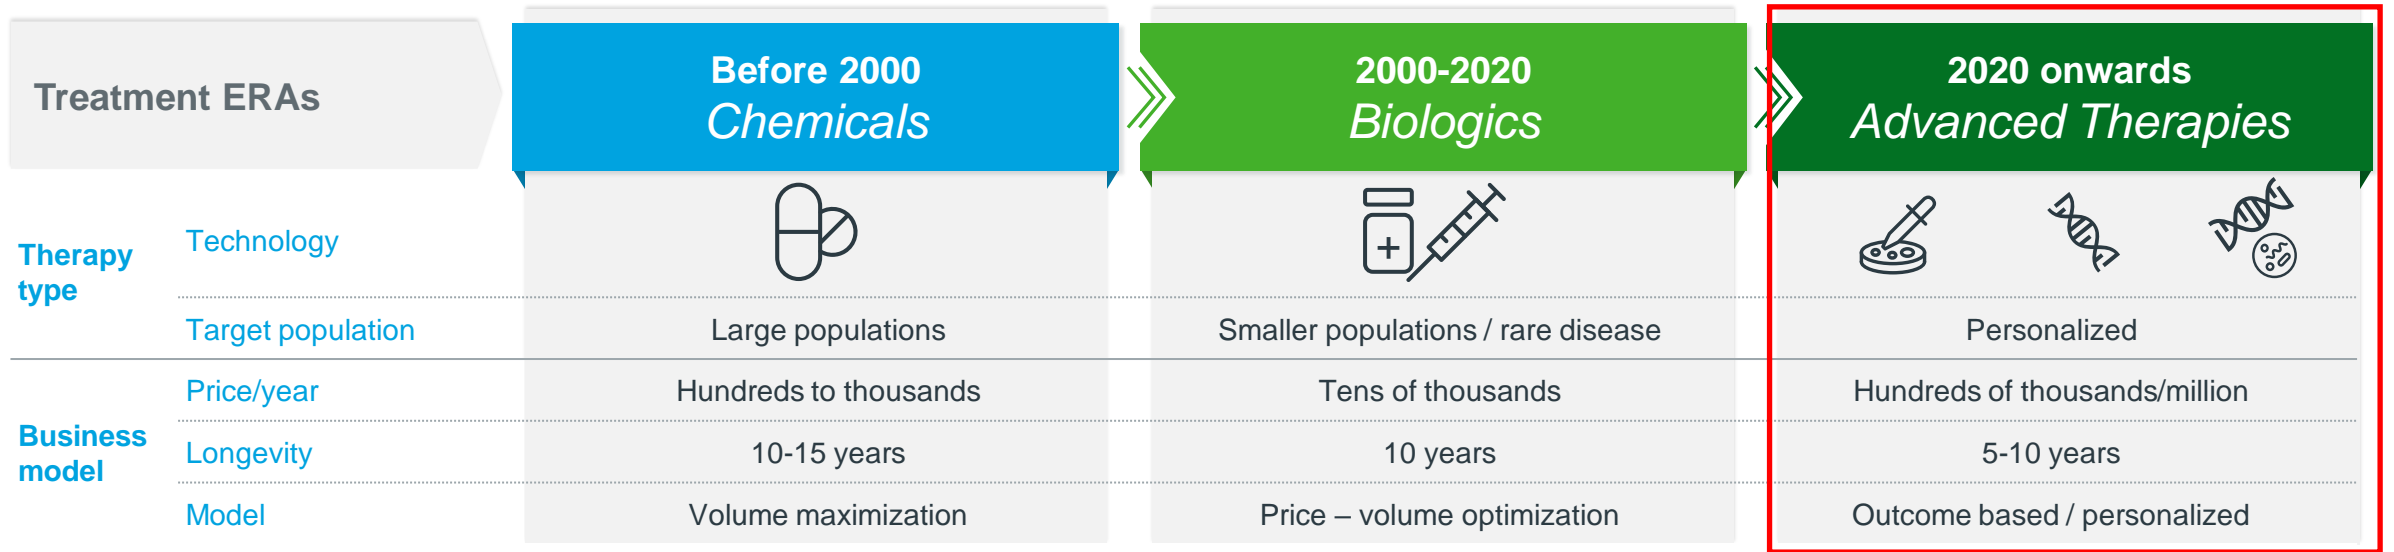 Treatment ERAs
Before 2000
Chemicals
2000-2020
Biologics
2020 onwards
Advanced Therapies
Therapy
type
Technology
Target population
Large populations
Smaller populations / rare disease
Personalized
Business
model
Price/year
Hundreds to thousands
Tens of thousands
Hundreds of thousands/million
Longevity
10-15 years
10 years
5-10 years
Model
Volume maximization
Price – volume optimization
Outcome based / personalized